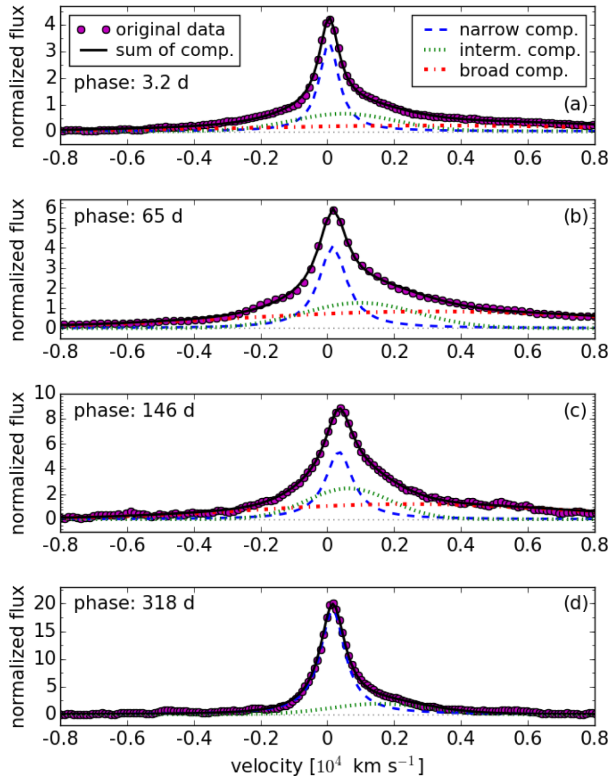 original data
sum of comp.
narrow comp.
interm. comp.
broad comp.
phase: 3.2 d
(a)
normalized flux
4
3
2
1
0
-0.8 -0.6 -0.4 -0.2 0 0.2 0.4 0.6 0.8
phase: 65 d
(b)
normalized flux
6
5
4
3
2
1
0
-0.8 -0.6 -0.4 -0.2 0 0.2 0.4 0.6 0.8
phase: 146 d
(c)
normalized flux
10
8
6
4
2
0
-0.8 -0.6 -0.4 -0.2 0 0.2 0.4 0.6 0.8
phase: 318 d
(d)
normalized flux
20
15
10
5
0
-0.8 -0.6 -0.4 -0.2 0 0.2 0.4 0.6 0.8
velocity [10⁴ km s⁻¹]